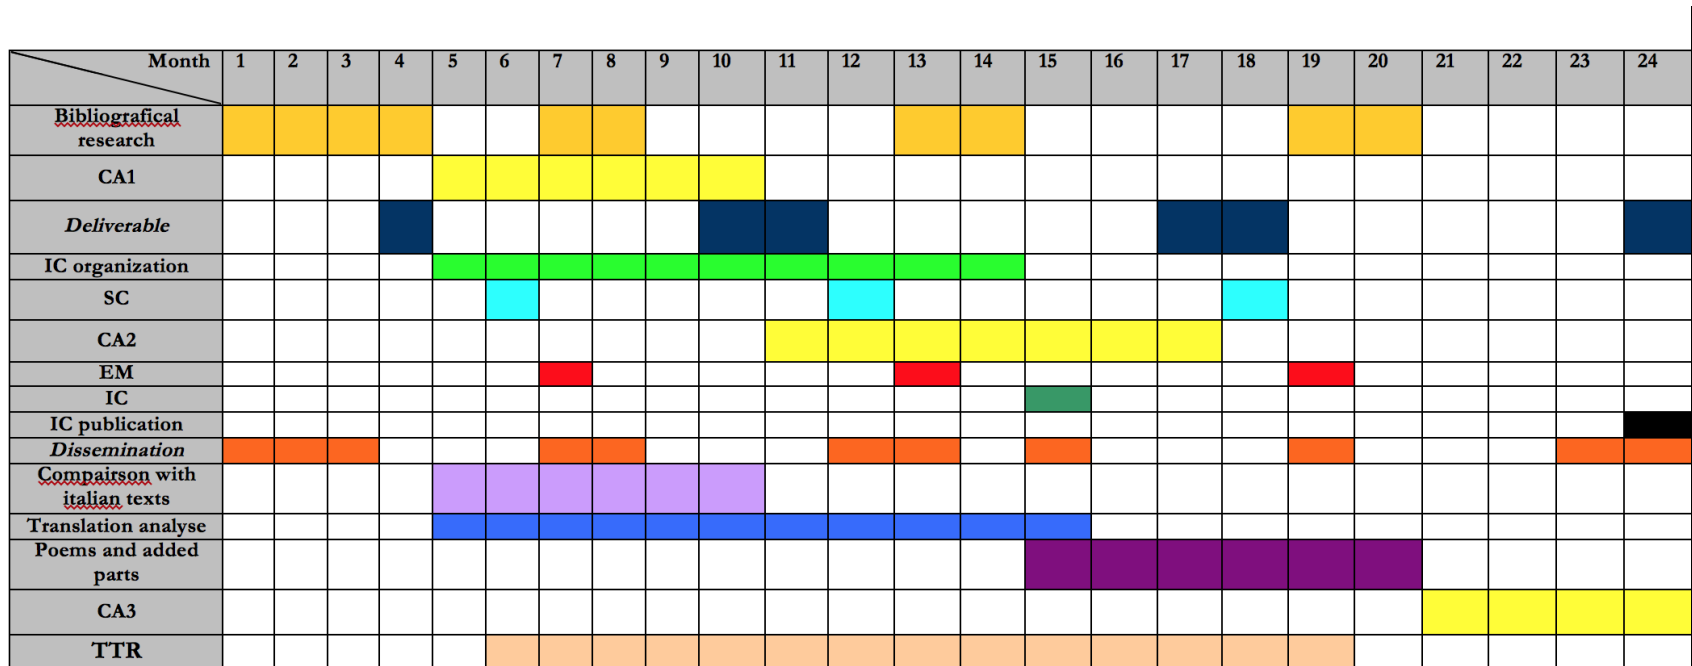 Month 1 2 3 4 5 6 7 8 9 10 11 12 13 14 15 16 17 18 19 20 21 22 23 24
Bibliografical
research
CA1
Deliverable
IC organization
SC
CA2
EM
IC
IC publication
Dissemination
Compairson with
italian texts
Translation analyse
Poems and added
parts
CA3
TTR